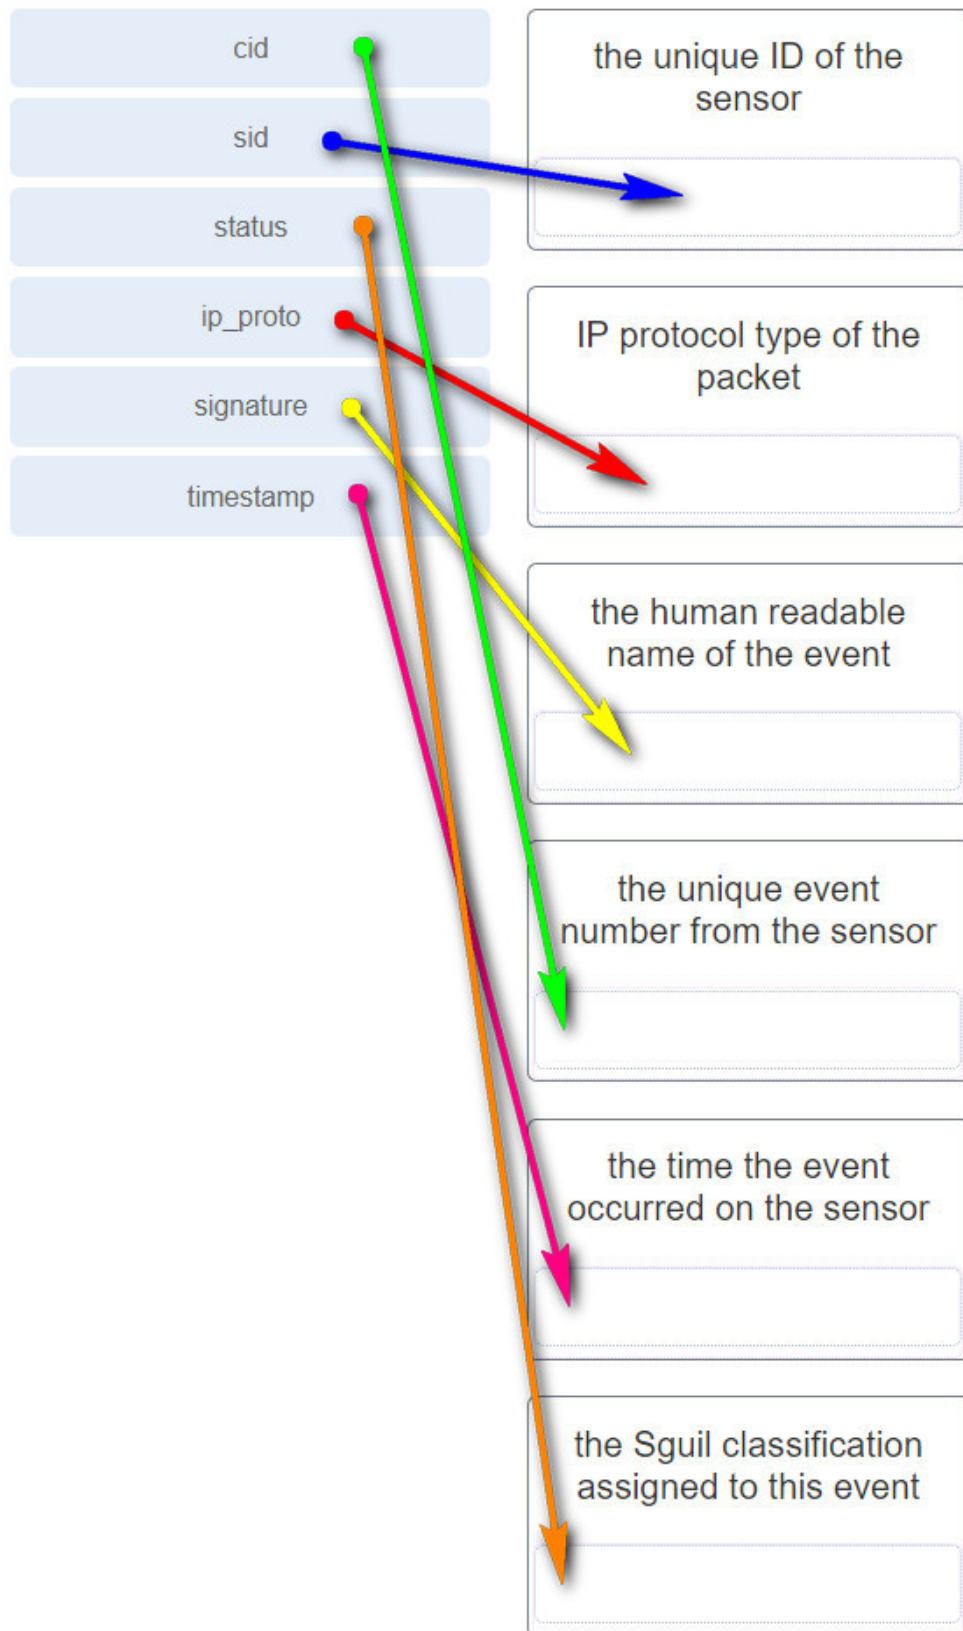 cid
sid
status
ip_proto
signature
timestamp
the unique ID of the
sensor
IP protocol type of the
packet
the human readable
name of the event
the unique event
number from the sensor
the time the event
occurred on the sensor
the Sguil classification
assigned to this event